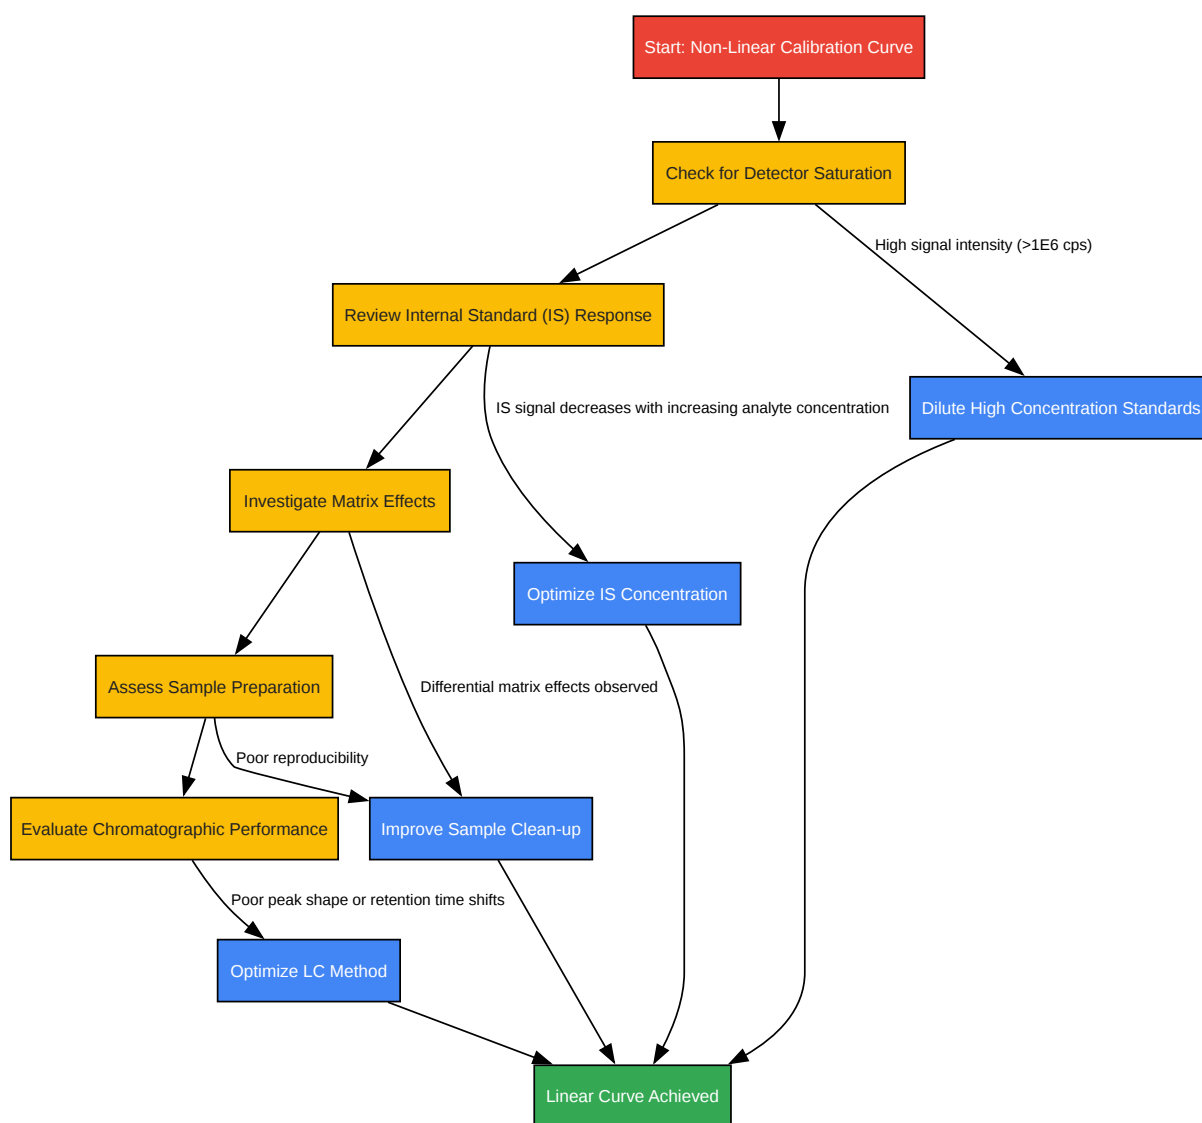 Start: Non-Linear Calibration Curve
Check for Detector Saturation
High signal intensity (>1E6 cps)
Review Internal Standard (IS) Response
IS signal decreases with increasing analyte concentration
Dilute High Concentration Standards
Investigate Matrix Effects
Optimize IS Concentration
Assess Sample Preparation
Differential matrix effects observed
Poor reproducibility
Evaluate Chromatographic Performance
Improve Sample Clean-up
Poor peak shape or retention time shifts
Optimize LC Method
Linear Curve Achieved